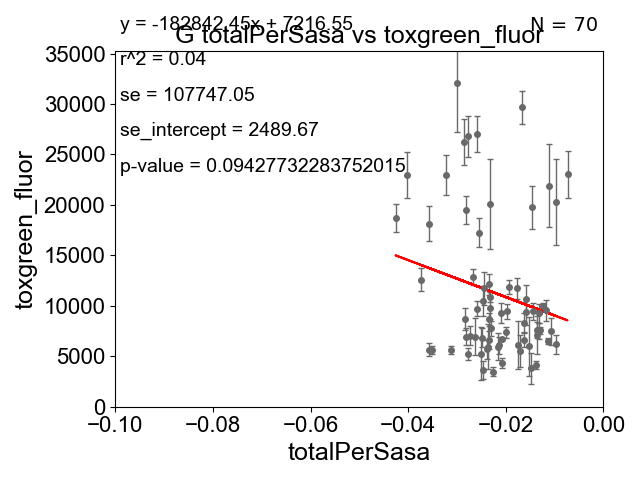 y = -182842.45x + 7216.55
N = 70
G totalPerSasa vs toxgreen_fluor
r^2 = 0.04
se = 107747.05
se_intercept = 2489.67
p-value = 0.09427732283752015
35000
30000
25000
20000
15000
10000
5000
0
toxgreen_fluor
−0.10
−0.08
−0.06
−0.04
−0.02
0.00
totalPerSasa